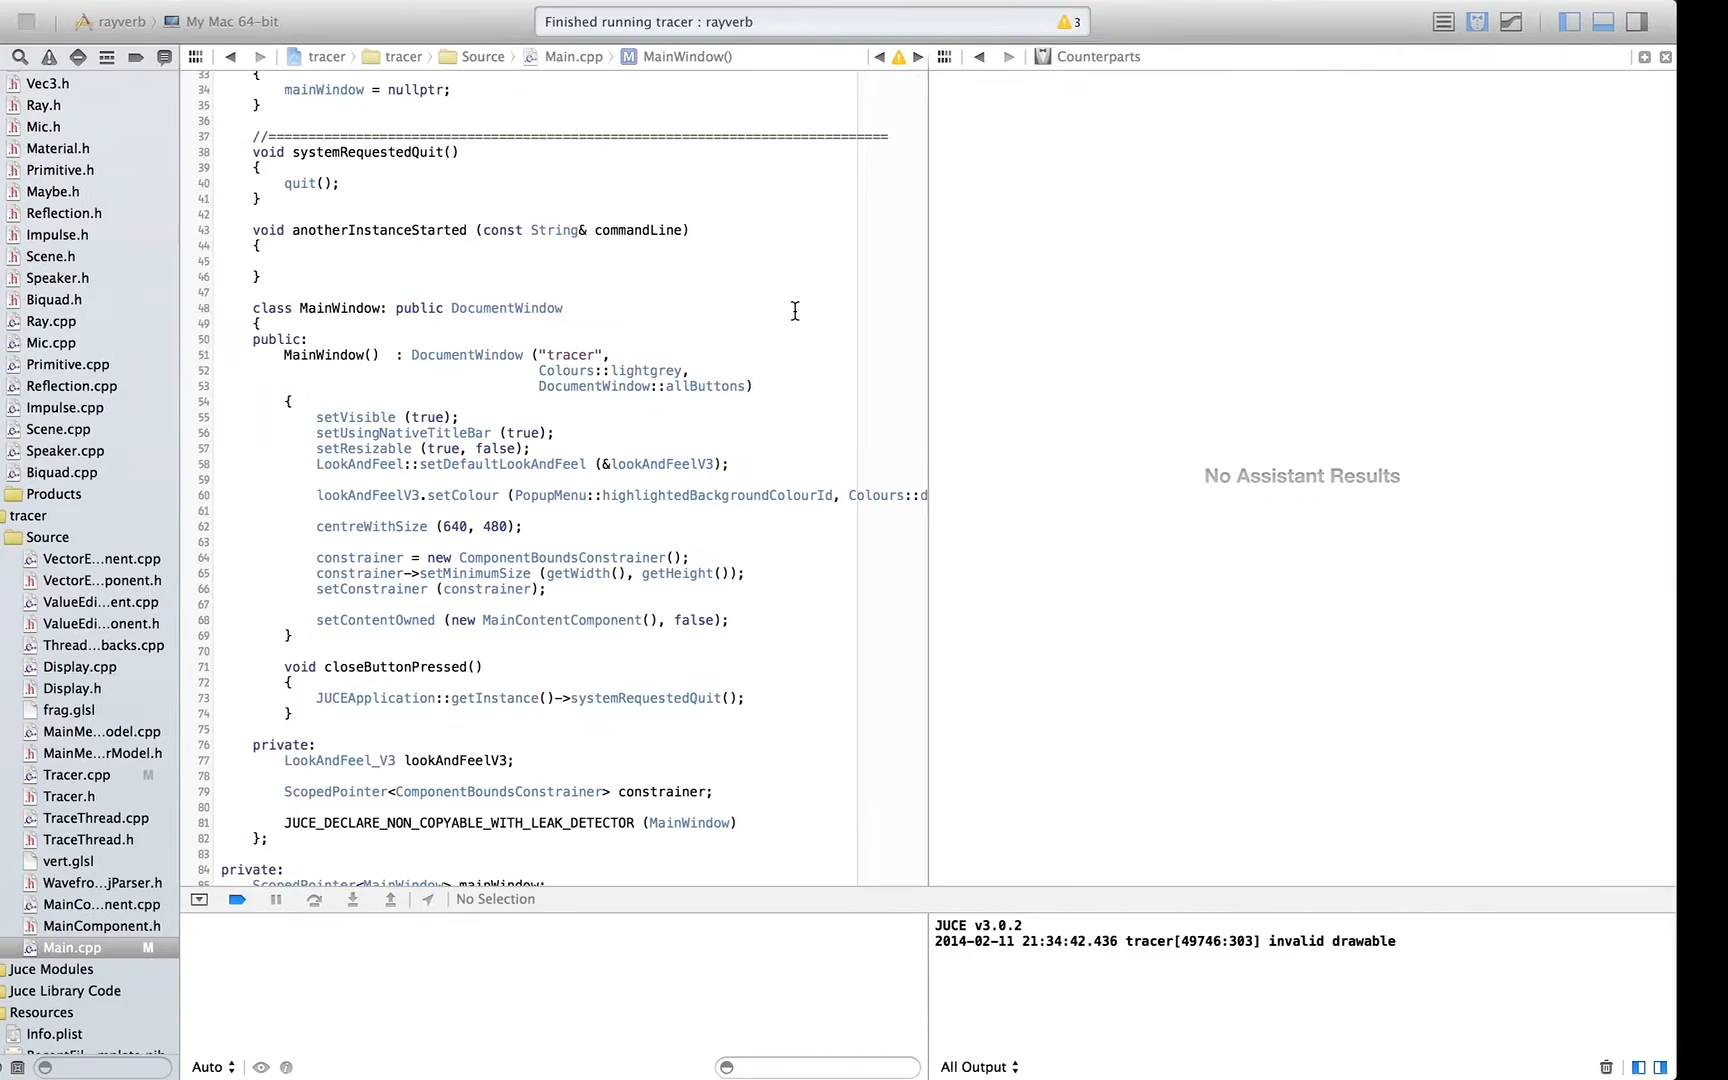 rayverb
My Mac 64-bit
Finished running tracer : rayverb
3
tracer
tracer
Source
Main.cpp
M
MainWindow()
Counterparts
Vec3.h
Ray.h
Mic.h
Material.h
Primitive.h
Maybe.h
Reflection.h
Impulse.h
Scene.h
Speaker.h
Biquad.h
Ray.cpp
Mic.cpp
Primitive.cpp
Reflection.cpp
Impulse.cpp
Scene.cpp
Speaker.cpp
Biquad.cpp
Products
tracer
Source
VectorE...nent.cpp
VectorE...ponent.h
ValueEdi...ent.cpp
ValueEdi...onent.h
Thread...backs.cpp
Display.cpp
Display.h
frag.glsl
MainMe...odel.cpp
MainMe...rModel.h
Tracer.cpp M
Tracer.h
TraceThread.cpp
TraceThread.h
vert.glsl
Wavefro...jParser.h
MainCo...nent.cpp
MainComponent.h
Main.cpp M
Juce Modules
Juce Library Code
Resources
Info.plist
33 {
34 mainWindow = nullptr;
35 }
36
37 //==============================================================================
38 void systemRequestedQuit()
39 {
40 quit();
41 }
42
43 void anotherInstanceStarted (const String& commandLine)
44 {
45
46 }
47
48 class MainWindow: public DocumentWindow
49 {
50 public:
51 MainWindow() : DocumentWindow ("tracer",
52 Colours::lightgrey,
53 DocumentWindow::allButtons)
54 {
55 setVisible (true);
56 setUsingNativeTitleBar (true);
57 setResizable (true, false);
58 LookAndFeel::setDefaultLookAndFeel (&lookAndFeelV3);
59
60 lookAndFeelV3.setColour (PopupMenu::highlightedBackgroundColourId, Colours::d
61
62 centreWithSize (640, 480);
63
64 constrainer = new ComponentBoundsConstrainer();
65 constrainer->setMinimumSize (getWidth(), getHeight());
66 setConstrainer (constrainer);
67
68 setContentOwned (new MainContentComponent(), false);
69 }
70
71 void closeButtonPressed()
72 {
73 JUCEApplication::getInstance()->systemRequestedQuit();
74 }
75
76 private:
77 LookAndFeel_V3 lookAndFeelV3;
78
79 ScopedPointer<ComponentBoundsConstrainer> constrainer;
80
81 JUCE_DECLARE_NON_COPYABLE_WITH_LEAK_DETECTOR (MainWindow)
82 };
83
84 private:
85 ScopedPointer<MainWindow> mainWindow;
No Assistant Results
No Selection
JUCE v3.0.2
2014-02-11 21:34:42.436 tracer[49746:303] invalid drawable
Auto
All Output